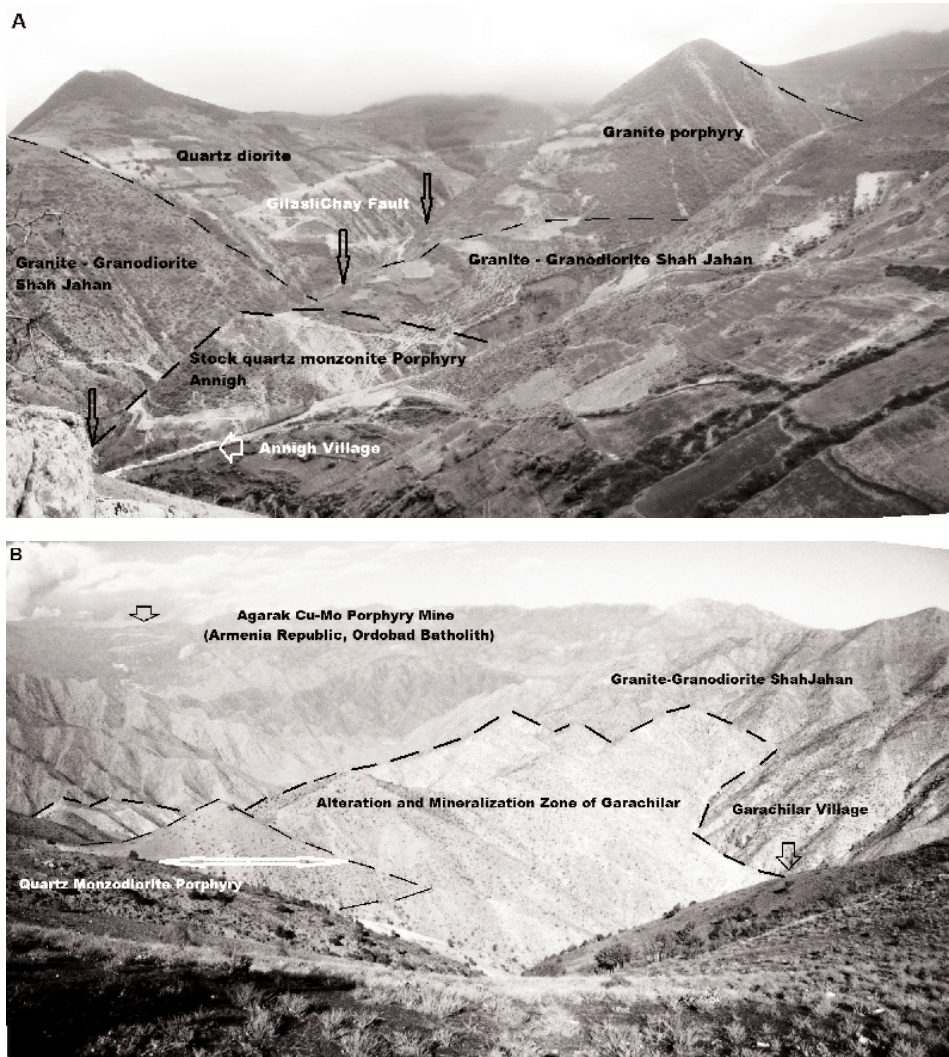 A
Granite porphyry
Quartz diorite
GilasliChay Fault
Granite - Granodiorite
Shah Jahan
Granite - Granodiorite Shah Jahan
Stock quartz monzonite Porphyry
Annigh
Annigh Village
B
Agarak Cu-Mo Porphyry Mine
(Armenia Republic, Ordobad Batholith)
Granite-Granodiorite ShahJahan
Alteration and Mineralization Zone of Garachilar
Garachilar Village
Quartz Monzodiorite Porphyry